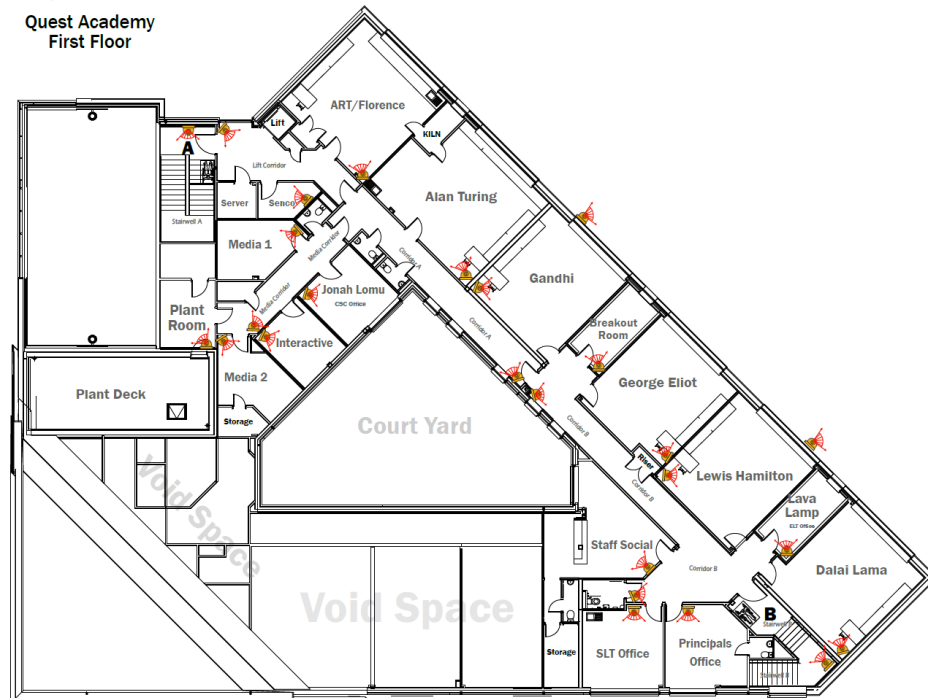 Quest Academy
First Floor
ART/Florence
Lift
KILN
A
Lift Corridor
Alan Turing
Server
Senco
Stairwell A
Media 1
Media Corridor
Corridor A
Gandhi
Jonah Lomu
CSC Office
Media Corridor
Plant
Room
Corridor A
Breakout
Room
Interactive
George Eliot
Media 2
Plant Deck
Storage
Court Yard
Corridor B
Riser
Lewis Hamilton
Void Space
Corridor B
Lava
Lamp
ELT Office
Staff Social
Corridor B
Dalai Lama
Void Space
B
Stairwell B
Storage
SLT Office
Principals
Office
Stairwell B